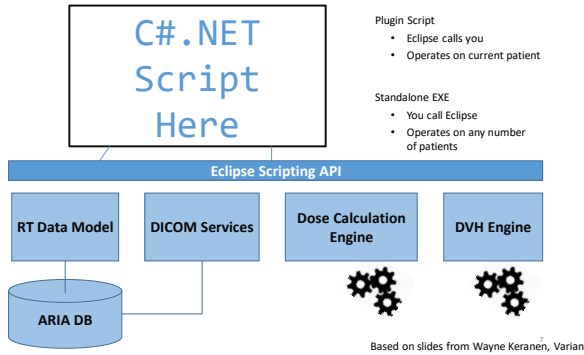 C#.NET
Script
Here
Plugin Script
• Eclipse calls you
• Operates on current patient
Standalone EXE
• You call Eclipse
• Operates on any number
of patients
Eclipse Scripting API
RT Data Model
DICOM Services
Dose Calculation
Engine
DVH Engine
ARIA DB
7
Based on slides from Wayne Keranen, Varian